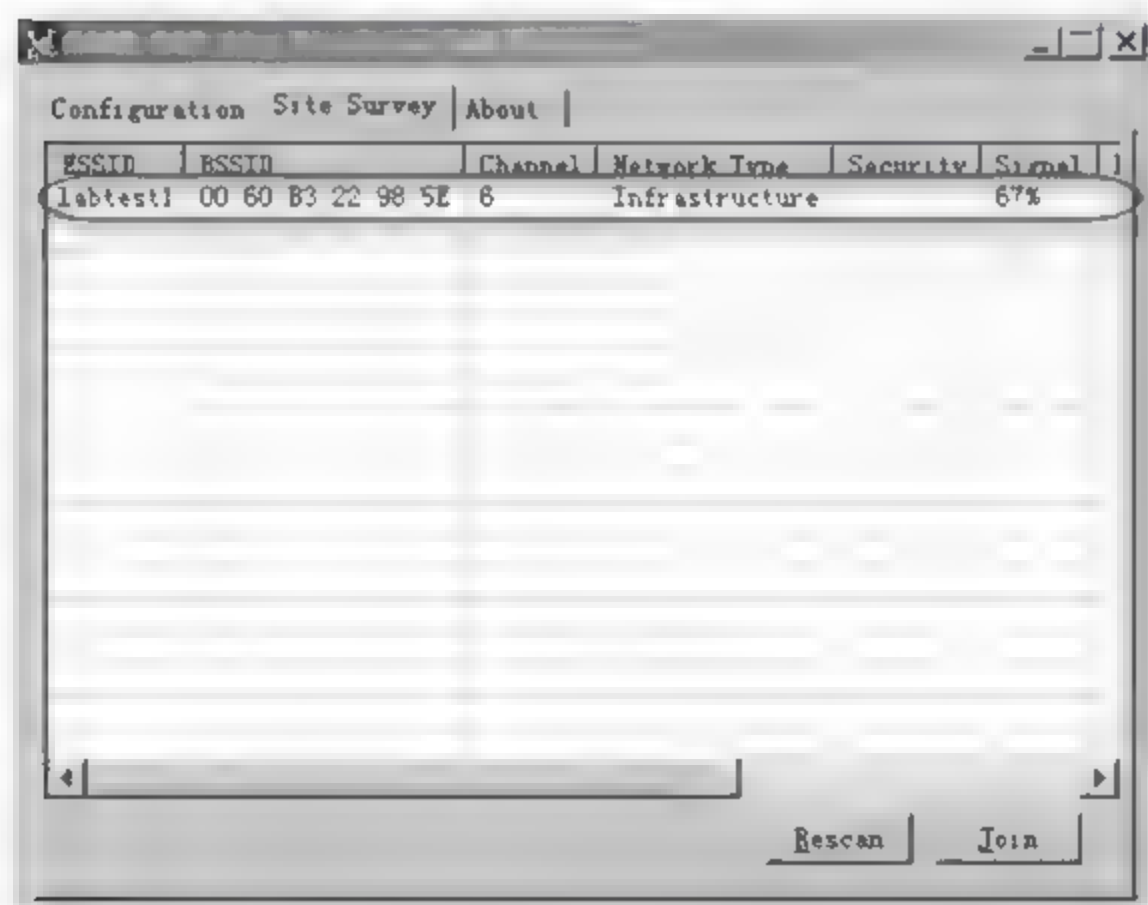 Configuration Site Survey About
ESSID BSSID Channel Network Type Security Signal
labtest1 00 60 B3 22 98 5E 6 Infrastructure 67%
Rescan Join